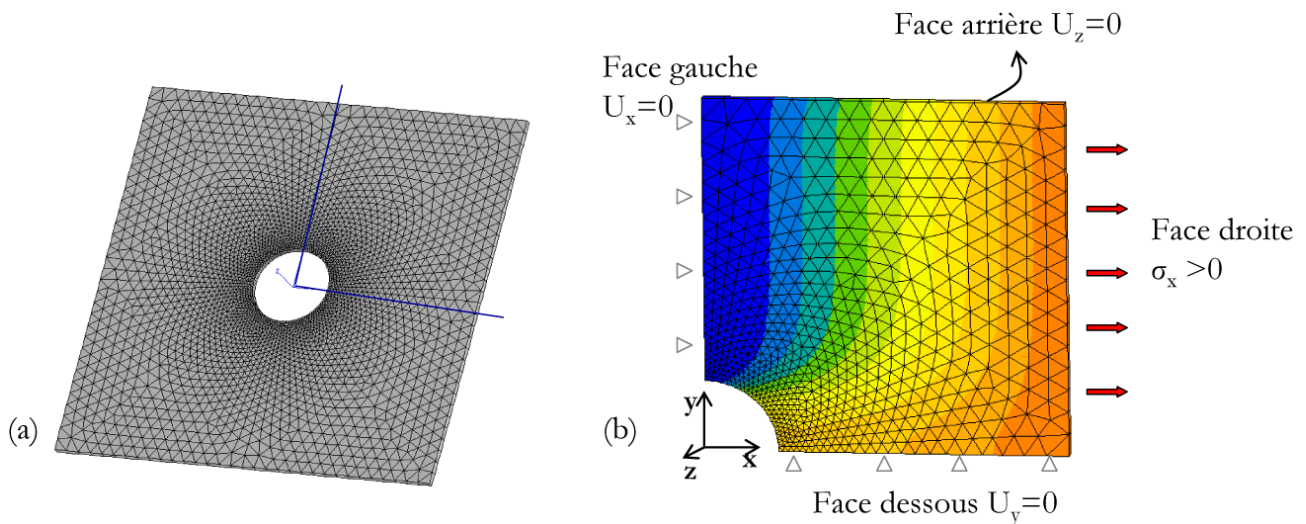 Face arrière U_z=0
Face gauche
U_x=0
z
Face droite
σ_x >0
(a)
(b)
y
z
x
Face dessous U_y=0